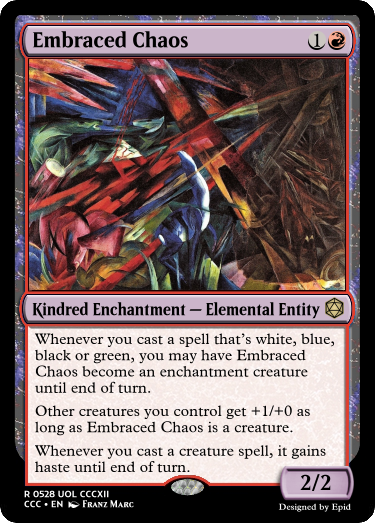 Embraced Chaos 1
Kindred Enchantment — Elemental Entity
Whenever you cast a spell that's white, blue,
black or green, you may have Embraced
Chaos become an enchantment creature
until end of turn.
Other creatures you control get +1/+0 as
long as Embraced Chaos is a creature.
Whenever you cast a creature spell, it gains
haste until end of turn.
2/2
R 0528 UOL CCCXII
CCC • EN Franz Marc
Designed by Epid